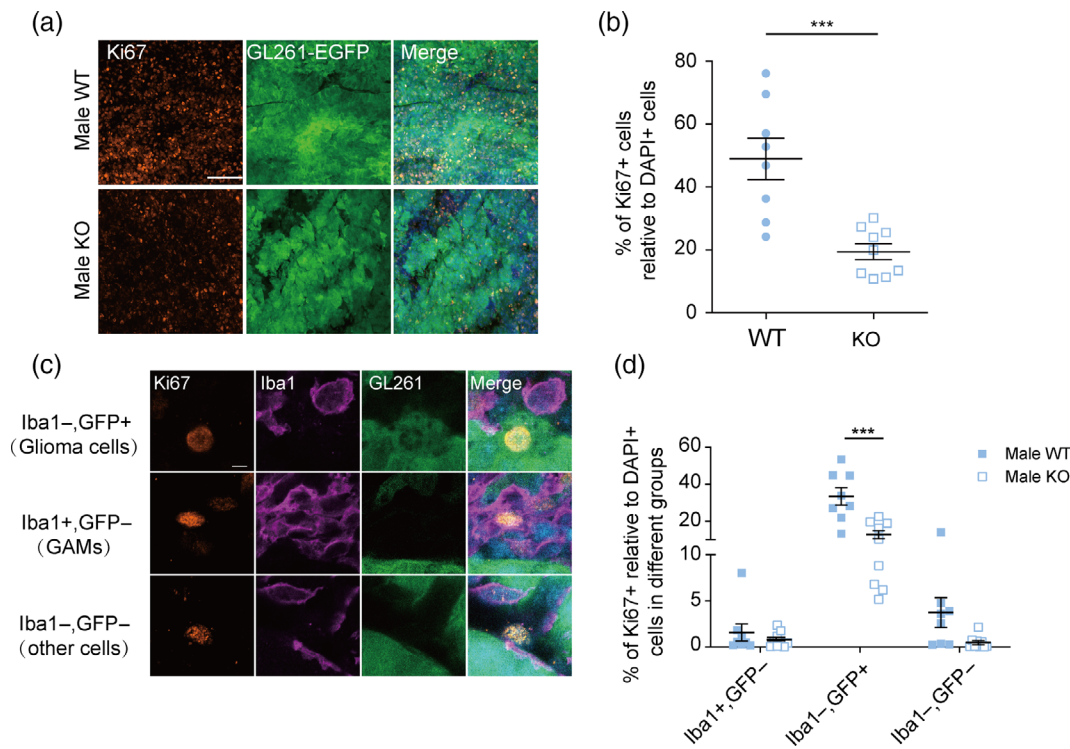 (a)
Ki67
GL261-EGFP
Merge
Male WT
Male KO
(b)
***
% of Ki67+ cells
relative to DAPI+ cells
80
60
40
20
0
WT
KO
(c)
Ki67
Iba1
GL261
Merge
Iba1–,GFP+
(Glioma cells)
Iba1+,GFP–
(GAMs)
Iba1–,GFP–
(other cells)
(d)
***
Male WT
Male KO
% of Ki67+ relative to DAPI+
cells in different groups
60
40
20
10
5
0
Iba1+,GFP–
Iba1–,GFP+
Iba1–,GFP–